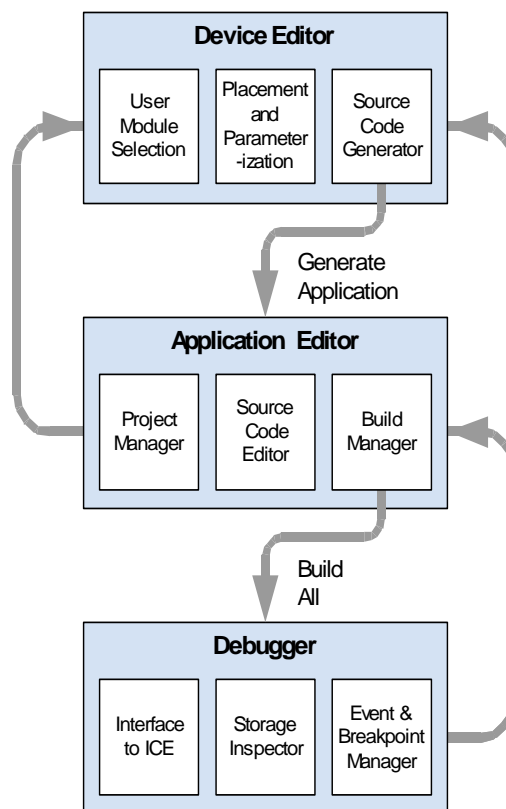 Device Editor
User
Module
Selection
Placement
and
Parameter
-ization
Source
Code
Generator
Generate
Application
Application Editor
Project
Manager
Source
Code
Editor
Build
Manager
Build
All
Debugger
Interface
to ICE
Storage
Inspector
Event &
Breakpoint
Manager